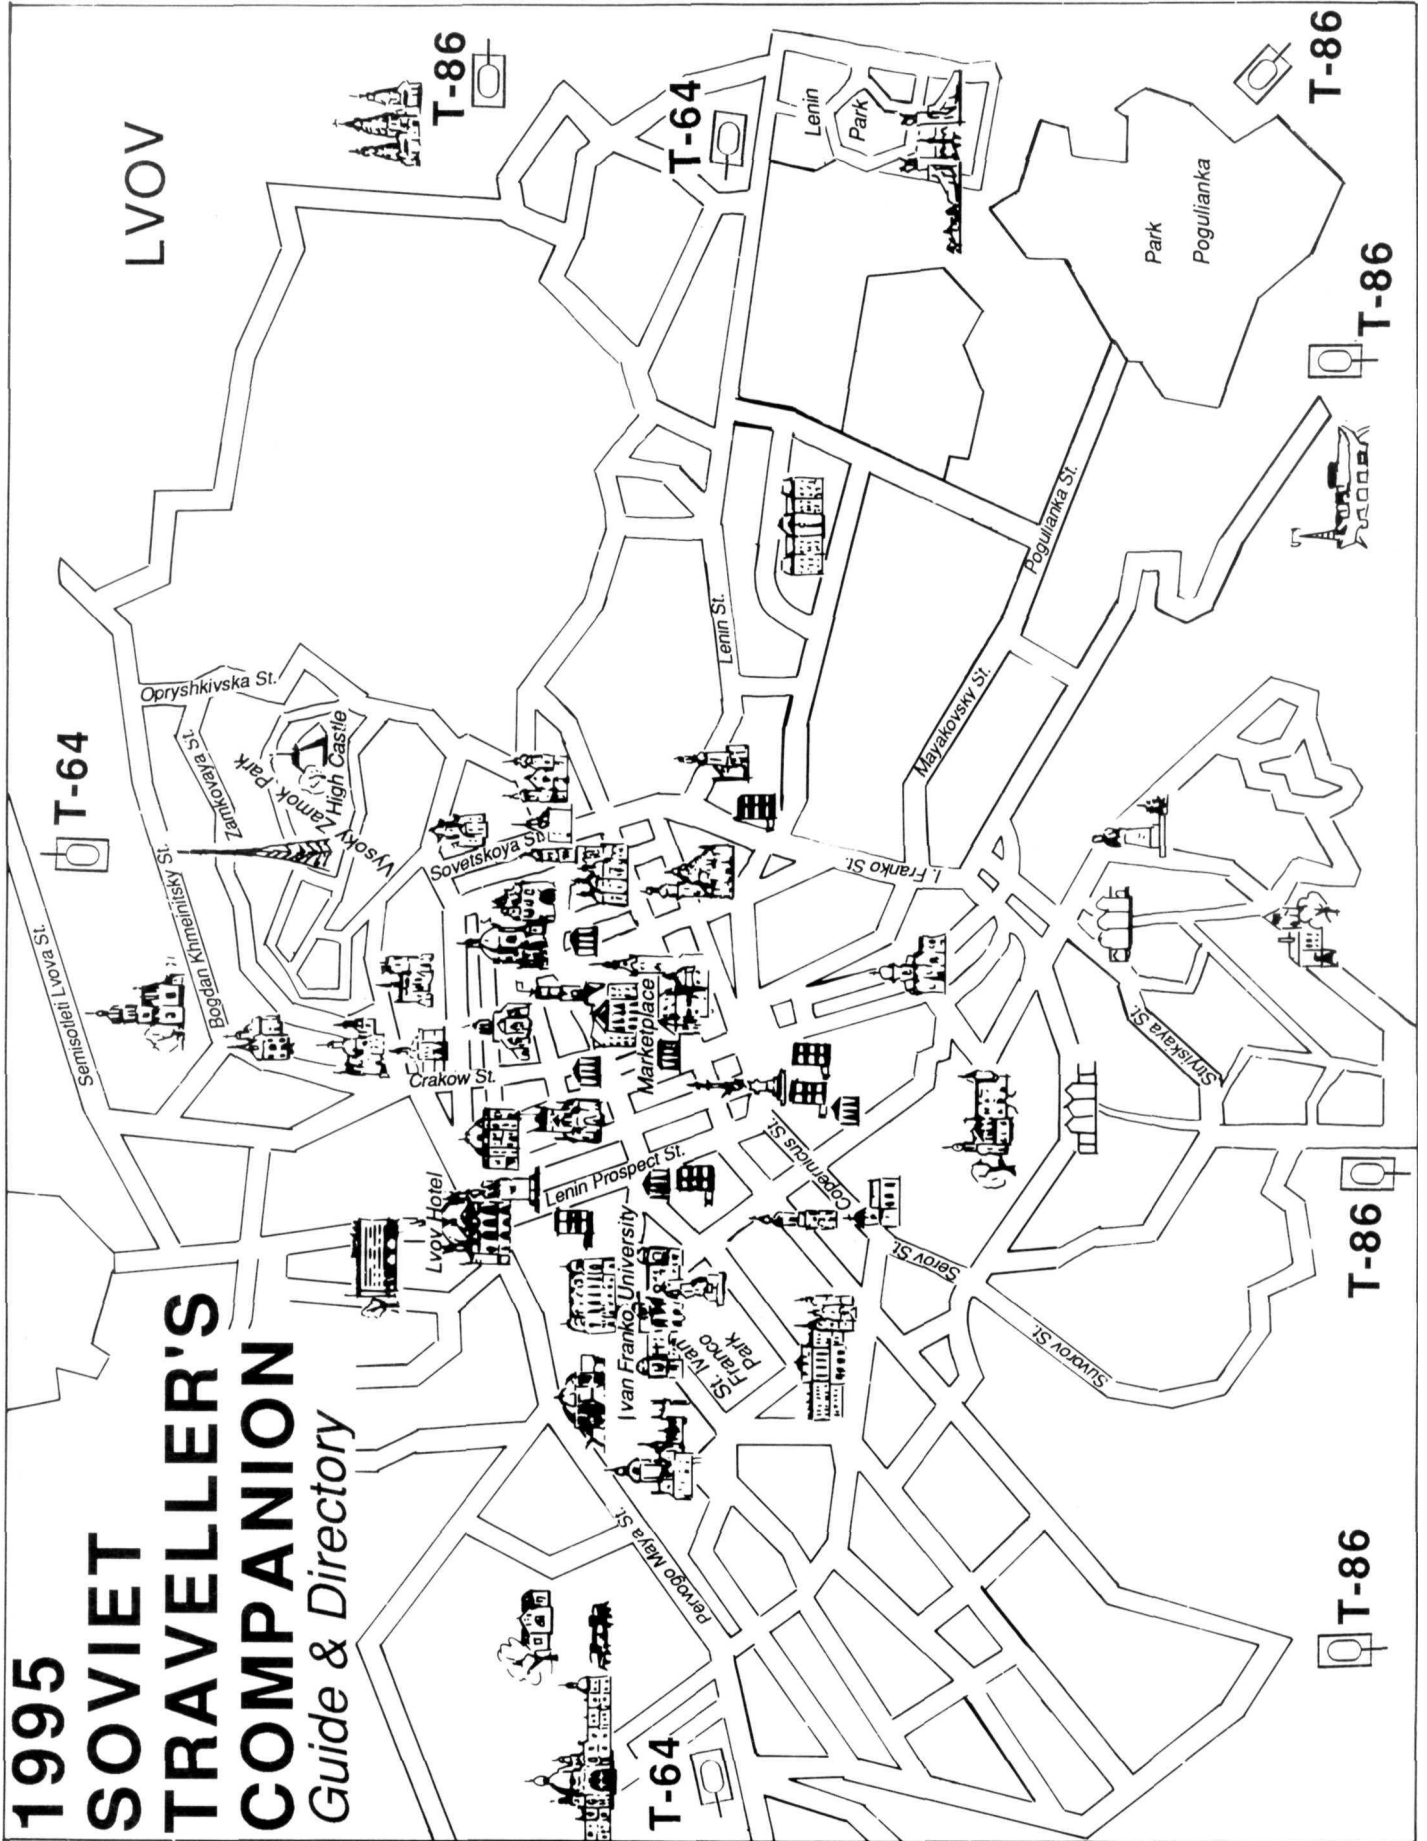 1995
SOVIET
TRAVELLER'S
COMPANION
Guide & Directory
LVOV
T-64
T-86
T-64
T-86
T-86
T-86
T-86
T-64
Semisotleti Lvova St.
Bogdan Khmeinitsky St.
Opryshkivska St.
Zamkovaya St.
Vysoky Zamok Park
High Castle
Sovetskoya St.
Crakow St.
Lvov Hotel
Lenin Prospect St.
Marketplace
Ivan Franko University
St. Ivan
Franco
Park
Pervogo Maya St.
Copernicus St.
Serov St.
Suvorov St.
Lenin St.
Lenin
Park
Park
Pogulianka
Pogulianka St.
Mayakovsky St.
I. Franko St.
Stryiskaya St.